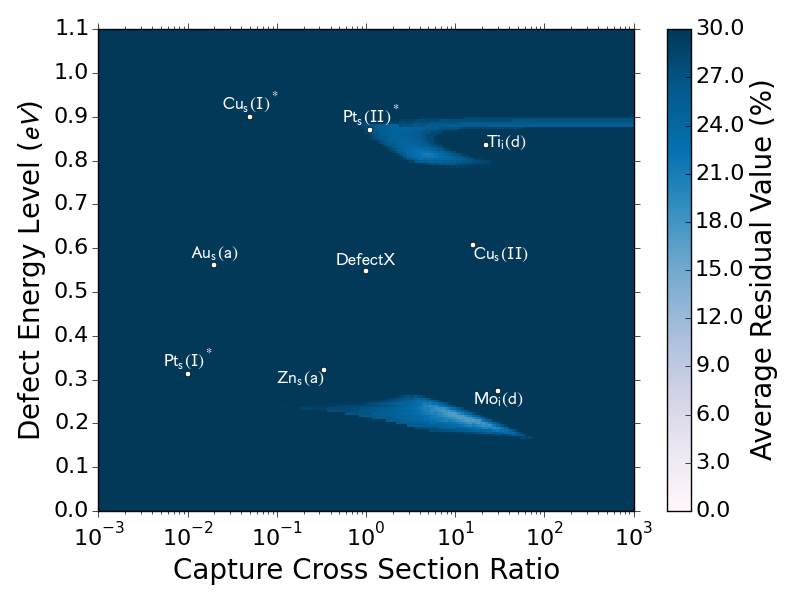 1.1
1.0
0.9
0.8
0.7
0.6
0.5
0.4
0.3
0.2
0.1
0.0
Defect Energy Level (eV)
Cuₛ(I)*
Ptₛ(II)*
Tiᵢ(d)
Auₛ(a)
DefectX
Cuₛ(II)
Ptₛ(I)*
Znₛ(a)
Moᵢ(d)
10⁻³ 10⁻² 10⁻¹ 10⁰ 10¹ 10² 10³
Capture Cross Section Ratio
30.0
27.0
24.0
21.0
18.0
15.0
12.0
9.0
6.0
3.0
0.0
Average Residual Value (%)